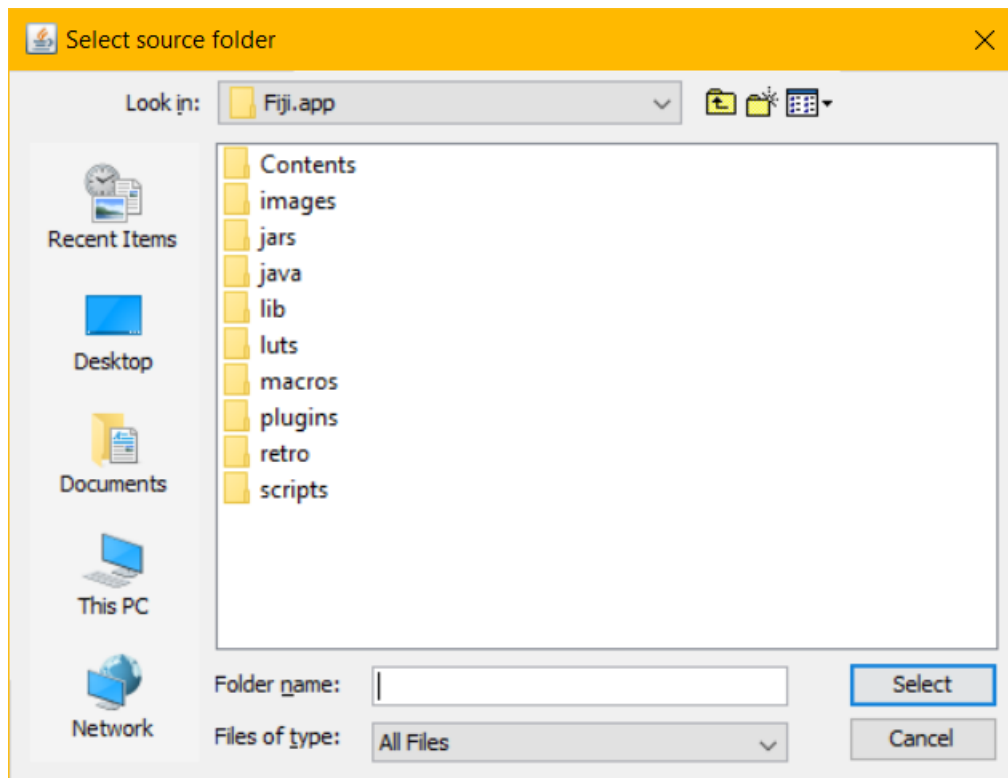 Select source folder
Look in:
Fiji.app
Contents
images
jars
java
lib
luts
macros
plugins
retro
scripts
Recent Items
Desktop
Documents
This PC
Network
Folder name:
Select
Files of type:
All Files
Cancel